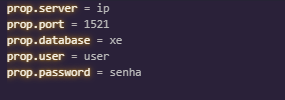 prop.server = ip
prop.port = 1521
prop.database = xe
prop.user = user
prop.password = senha